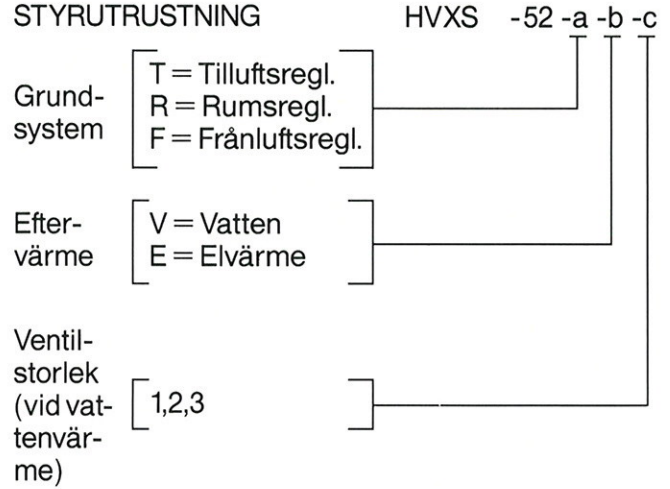 STYRUTRUSTNING HVXS -52 -a -b -c
Grund-
system
T = Tilluftsregl.
R = Rumsregl.
F = Frånluftsregl.
Efter-
värme
V = Vatten
E = Elvärme
Ventil-
storlek
(vid vat-
tenvär-
me)
1,2,3